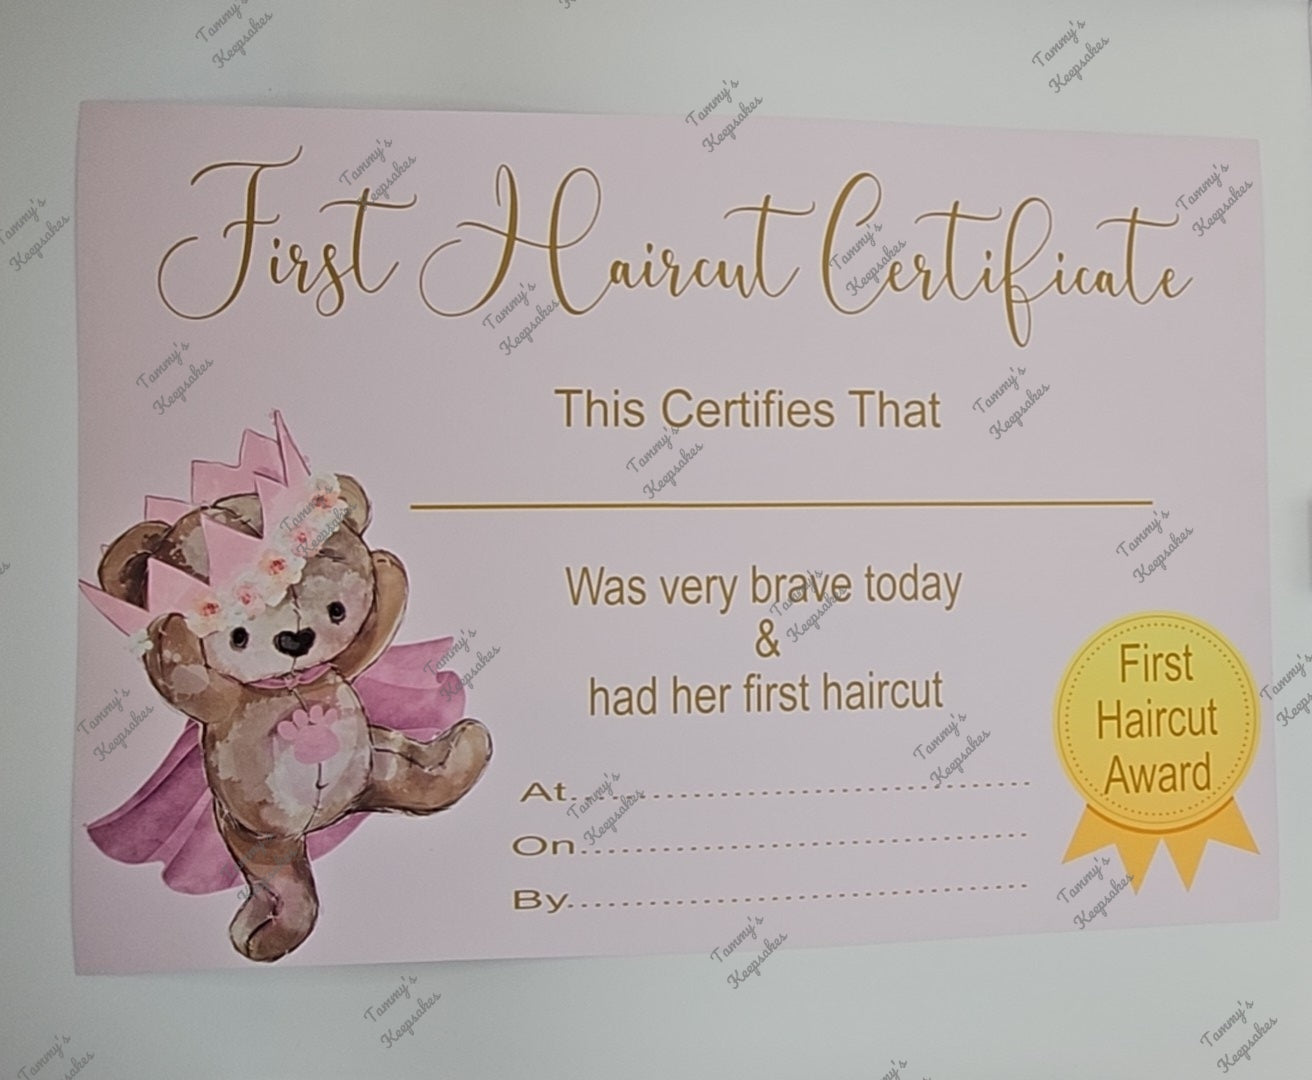 First Haircut Certificate
This Certifies That
Was very brave today
&
had her first haircut
At....................................................
On....................................................
By....................................................
First
Haircut
Award
Tammy's
Keepsakes